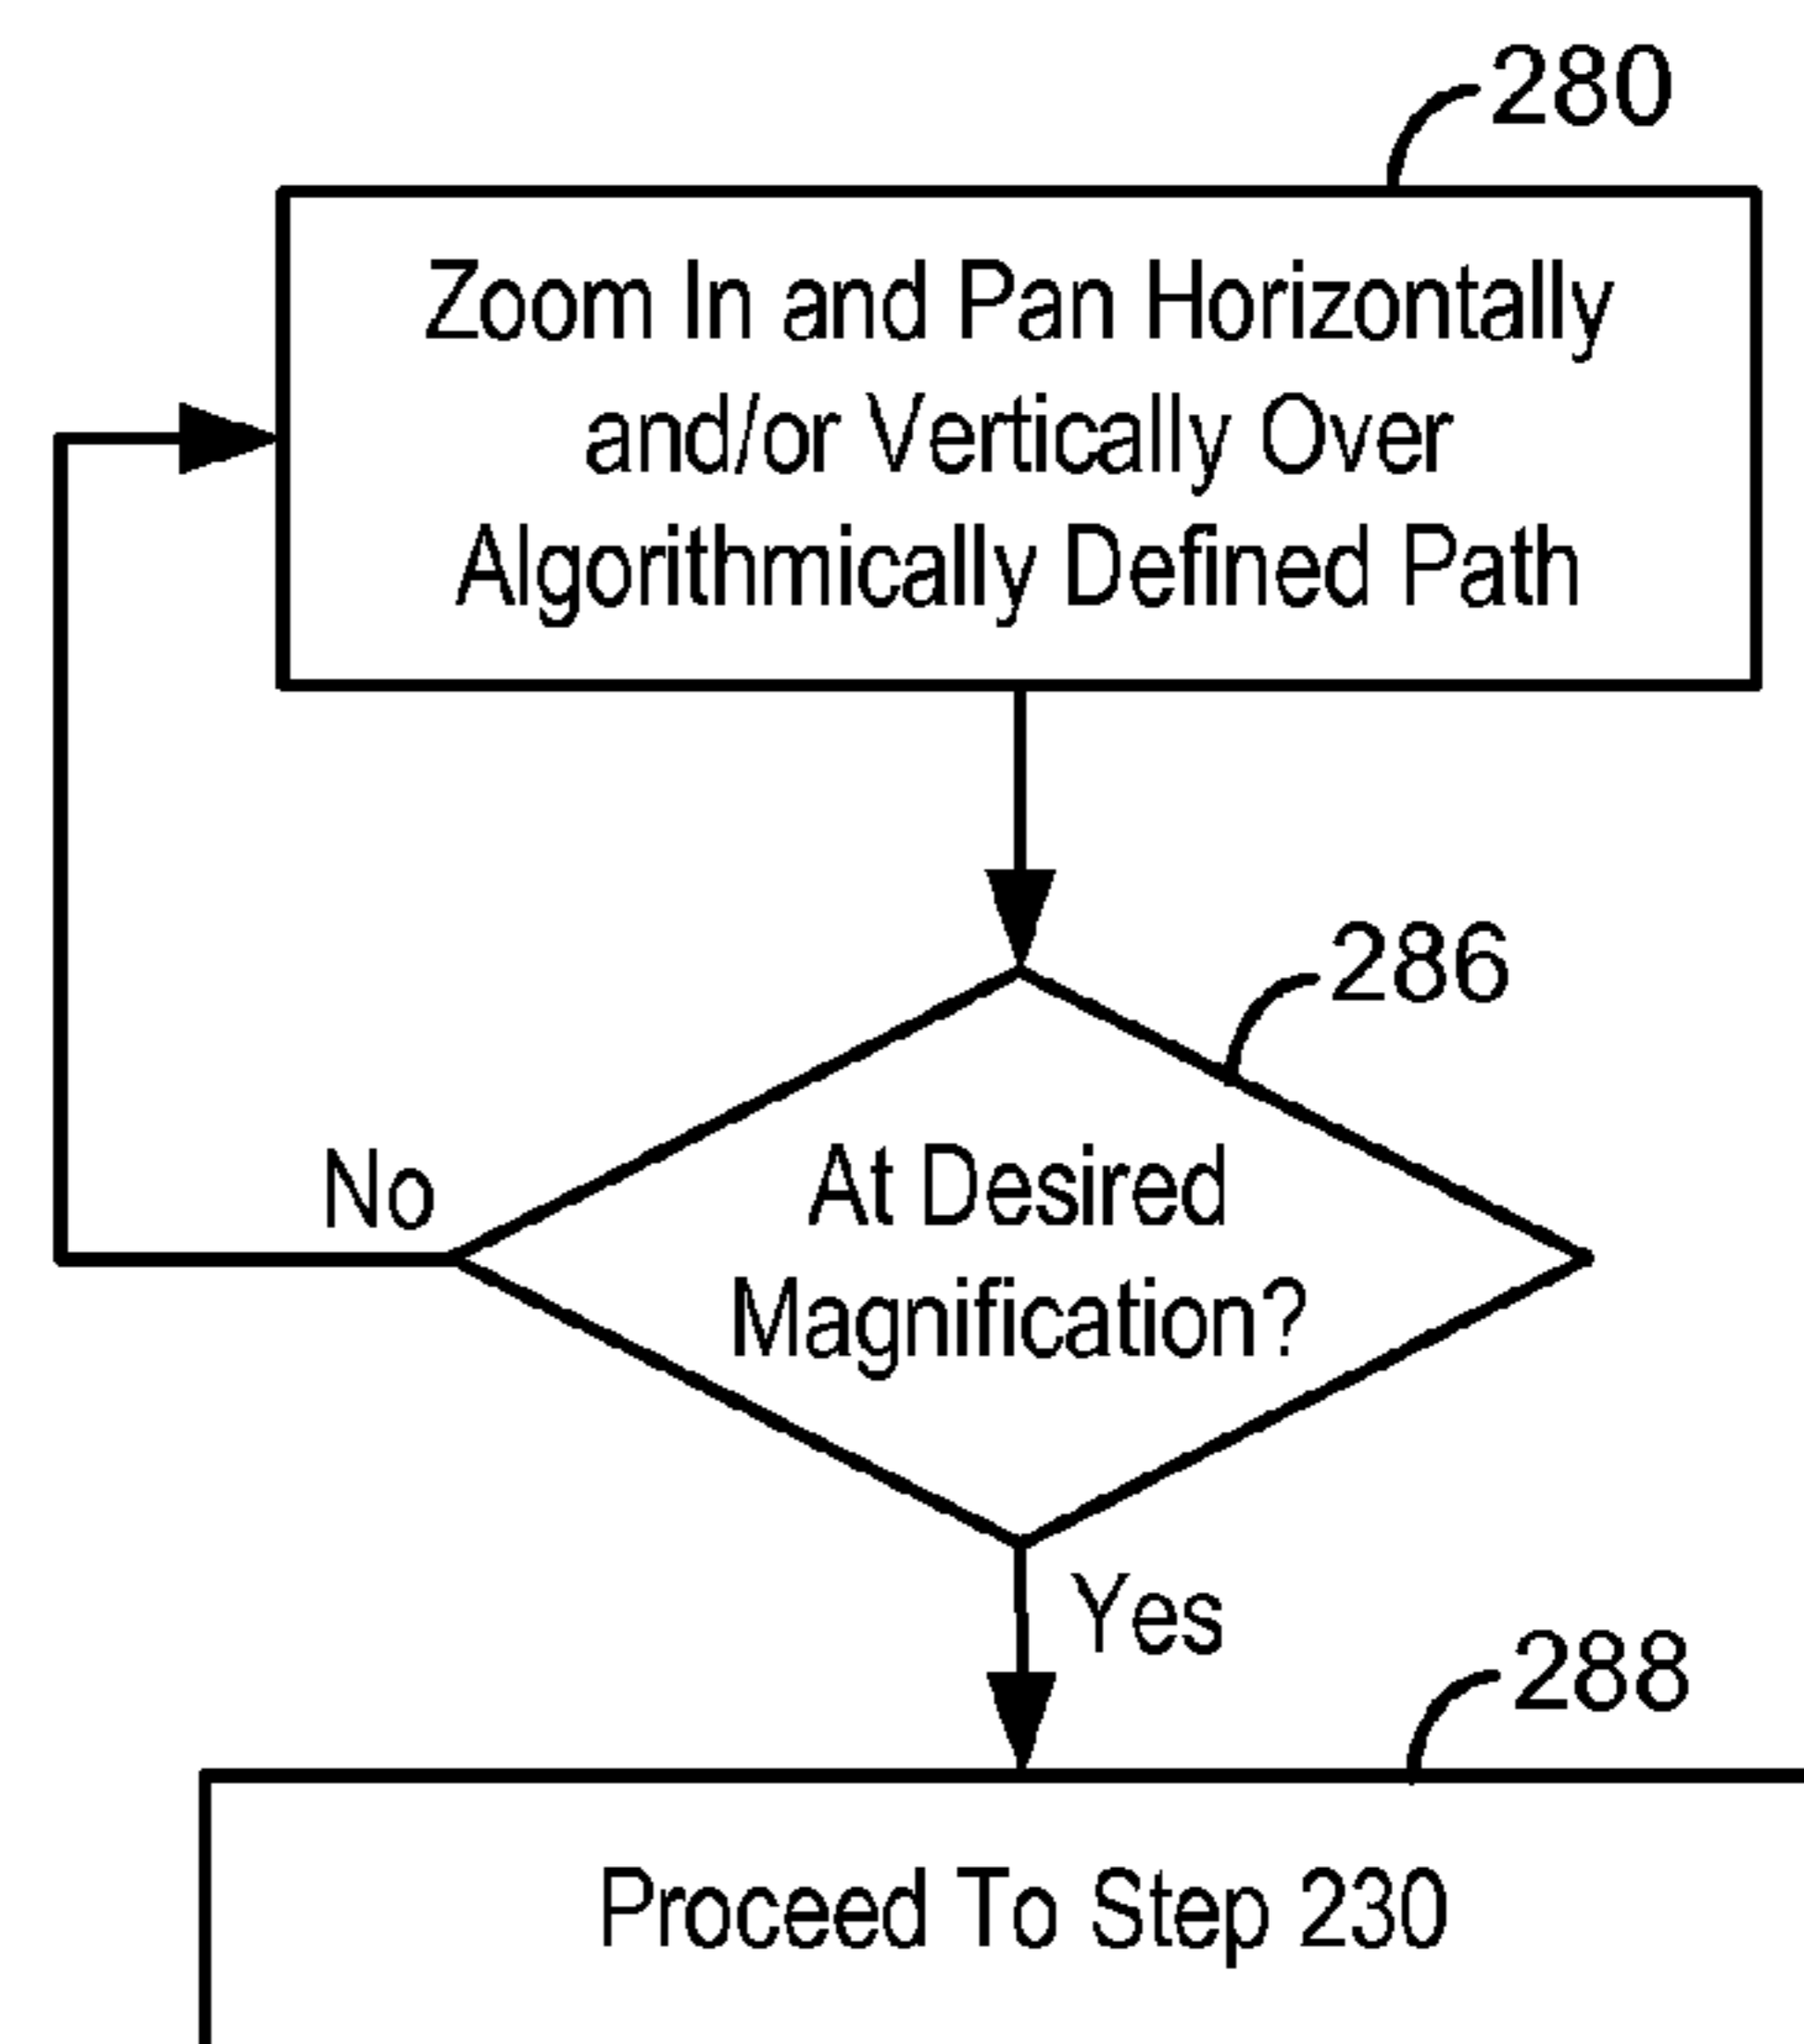 280
Zoom In and Pan Horizontally
and/or Vertically Over
Algorithmically Defined Path
286
No
At Desired
Magnification?
Yes
288
Proceed To Step 230